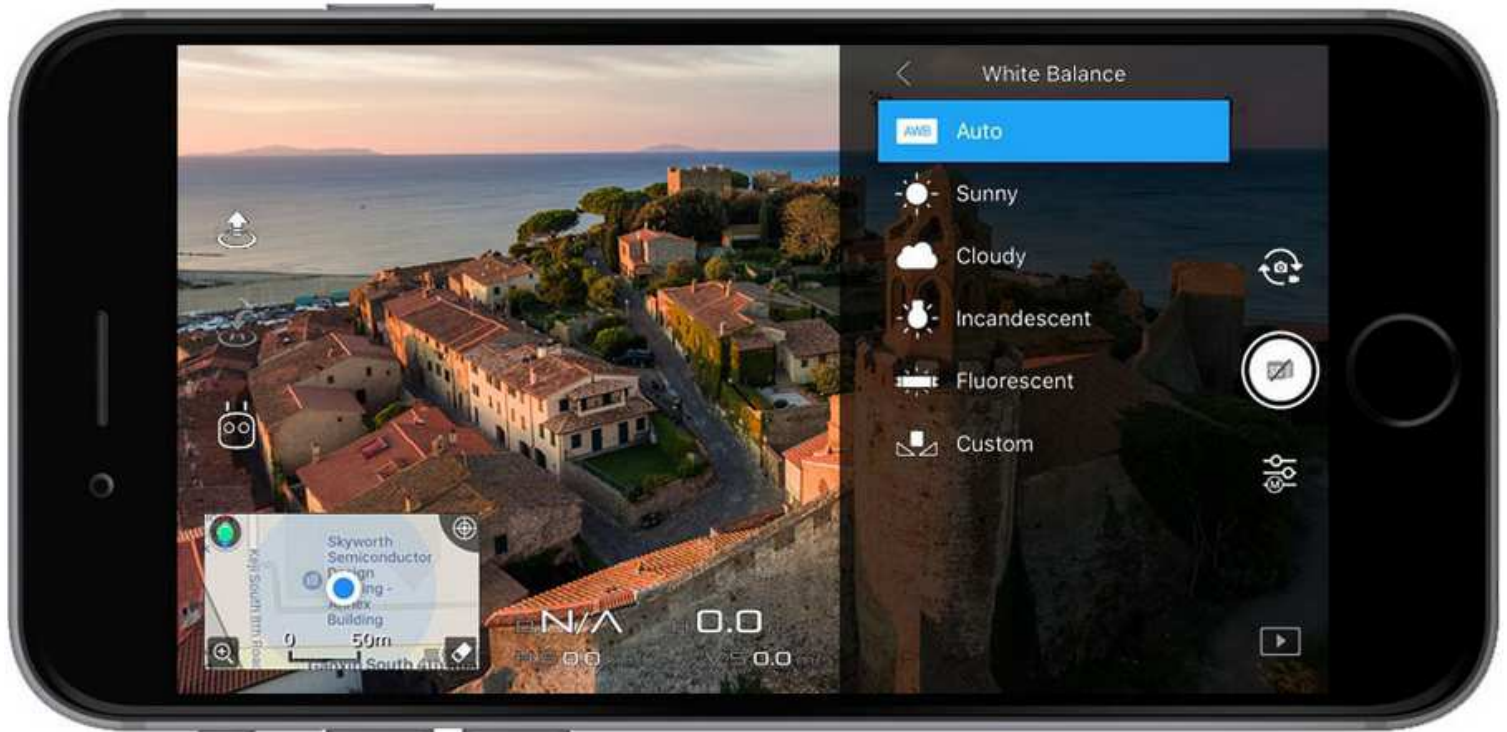 White Balance
AWB Auto
Sunny
Cloudy
Incandescent
Fluorescent
Custom
M
Skyworth
Semiconductor
Design
Annex
Building
0 50m
N/A
0.0
0.0
0.0